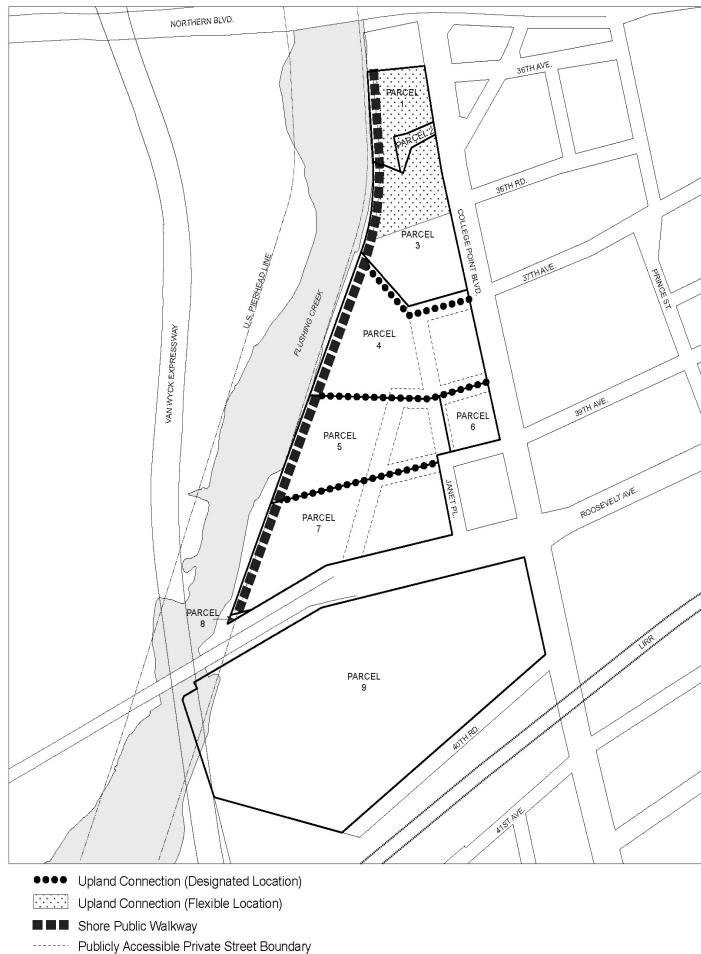 NORTHERN BLVD.
36TH AVE.
PARCEL
1
PARCEL 2
36TH RD.
COLLEGE POINT BLVD.
PARCEL
3
37TH AVE.
PRINCE ST.
U.S. PIERHEAD LINE
FLUSHING CREEK
VAN WYCK EXPRESSWAY
PARCEL
4
39TH AVE.
PARCEL
6
PARCEL
5
JANET PL.
ROOSEVELT AVE.
PARCEL
7
PARCEL
8
LIRR
PARCEL
9
40TH RD.
41ST AVE.
Upland Connection (Designated Location)
Upland Connection (Flexible Location)
Shore Public Walkway
Publicly Accessible Private Street Boundary